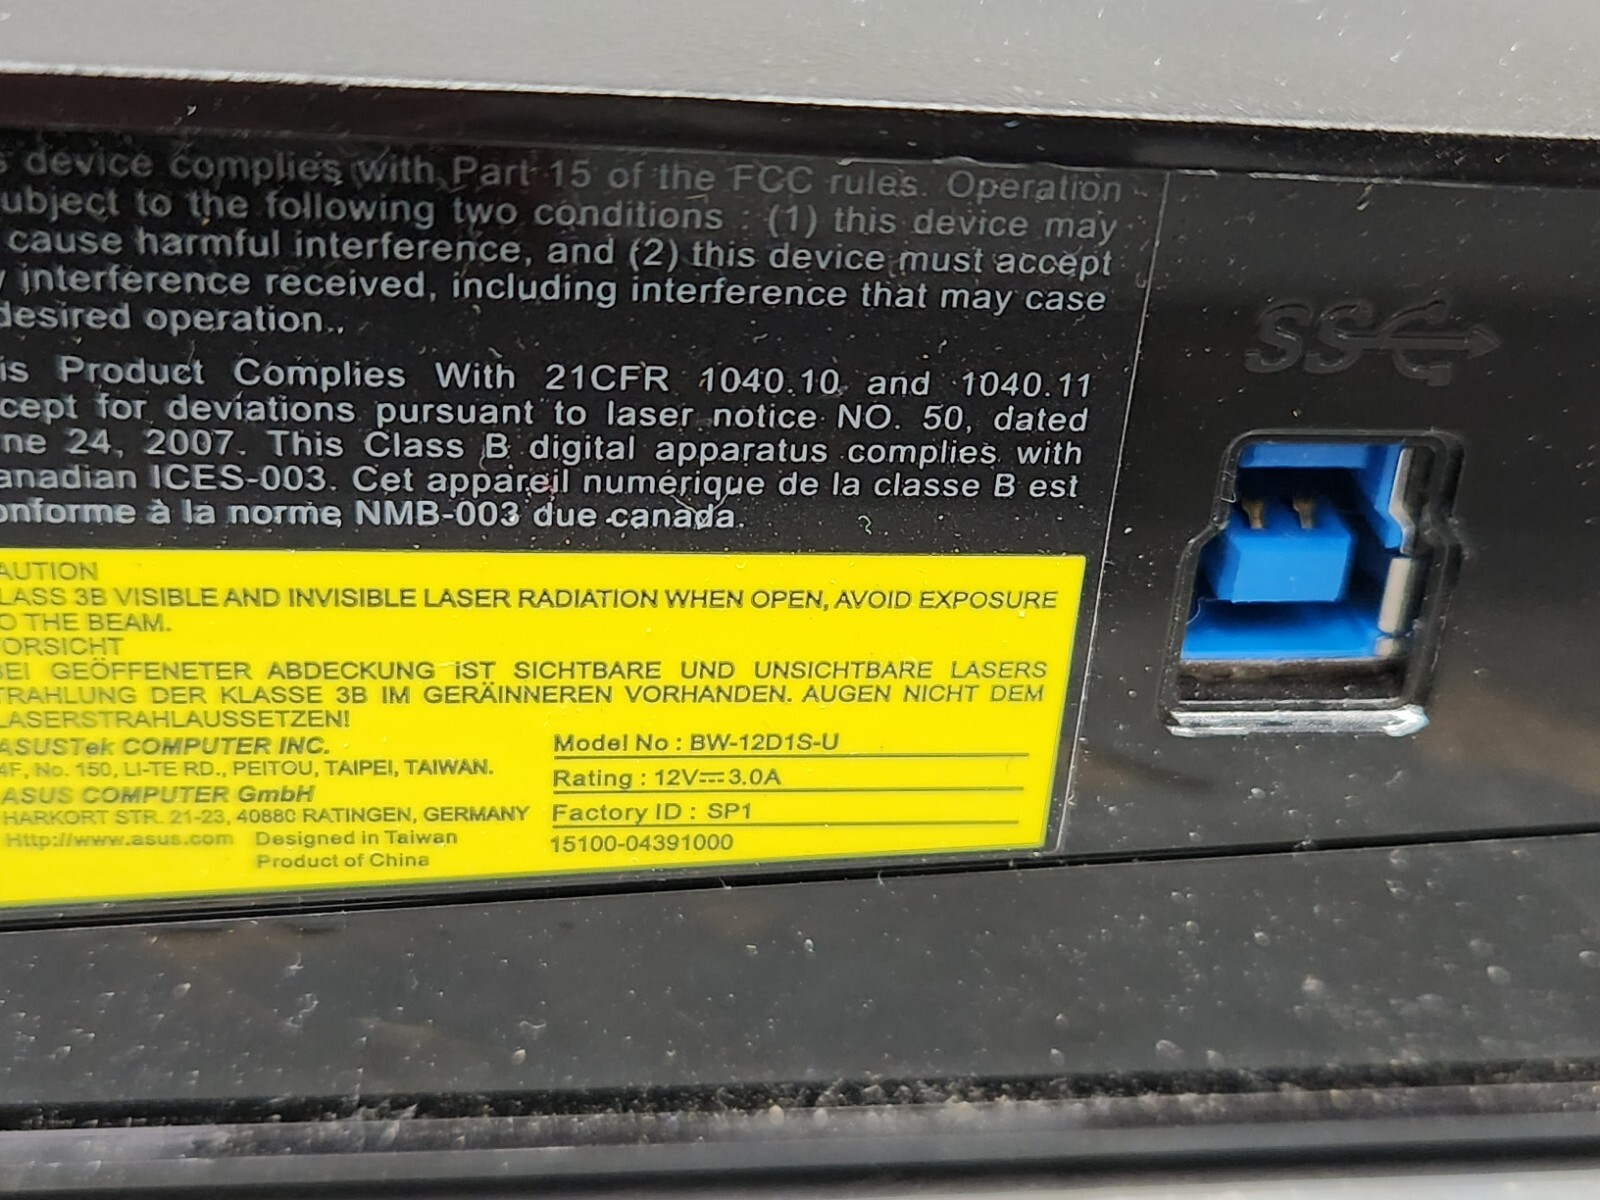 s device complies with Part 15 of the FCC rules. Operation
ubject to the following two conditions : (1) this device may
cause harmful interference, and (2) this device must accept
y interference received, including interference that may case
desired operation..
is Product Complies With 21CFR 1040.10 and 1040.11
cept for deviations pursuant to laser notice NO. 50, dated
ne 24, 2007. This Class B digital apparatus complies with
anadian ICES-003. Cet appareil numérique de la classe B est
onforme à la norme NMB-003 due canada.
AUTION
LASS 3B VISIBLE AND INVISIBLE LASER RADIATION WHEN OPEN, AVOID EXPOSURE
O THE BEAM.
VORSICHT
BEI GEÖFFENETER ABDECKUNG IST SICHTBARE UND UNSICHTBARE LASERS
TRAHLUNG DER KLASSE 3B IM GERÄINNEREN VORHANDEN. AUGEN NICHT DEM
LASERSTRAHLAUSSETZEN!
ASUSTek COMPUTER INC.
4F, No. 150, LI-TE RD., PEITOU, TAIPEI, TAIWAN.
ASUS COMPUTER GmbH
HARKORT STR. 21-23, 40880 RATINGEN, GERMANY
Http://www.asus.com Designed in Taiwan
Product of China
Model No : BW-12D1S-U
Rating : 12V⎓3.0A
Factory ID : SP1
15100-04391000
SS